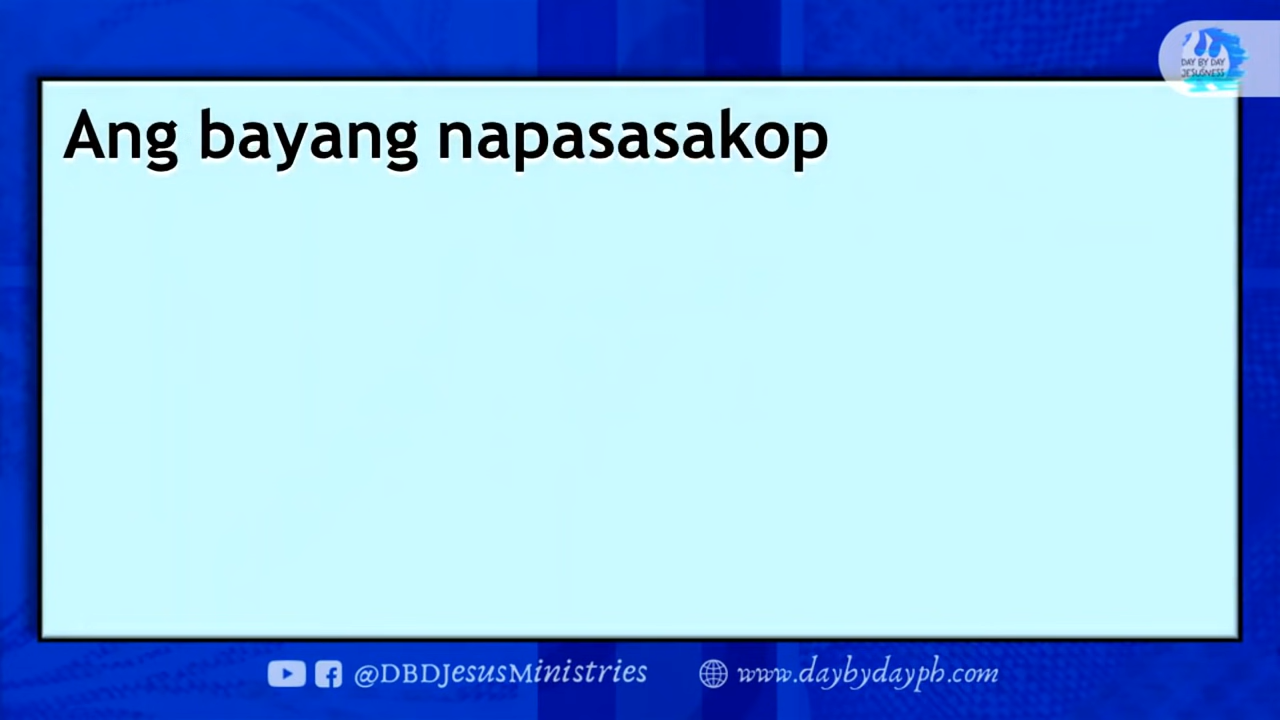 DAY BY DAY
JESUSNESS
Ang bayang napasasakop
@DBDJesusMinistries
www.daybydayph.com